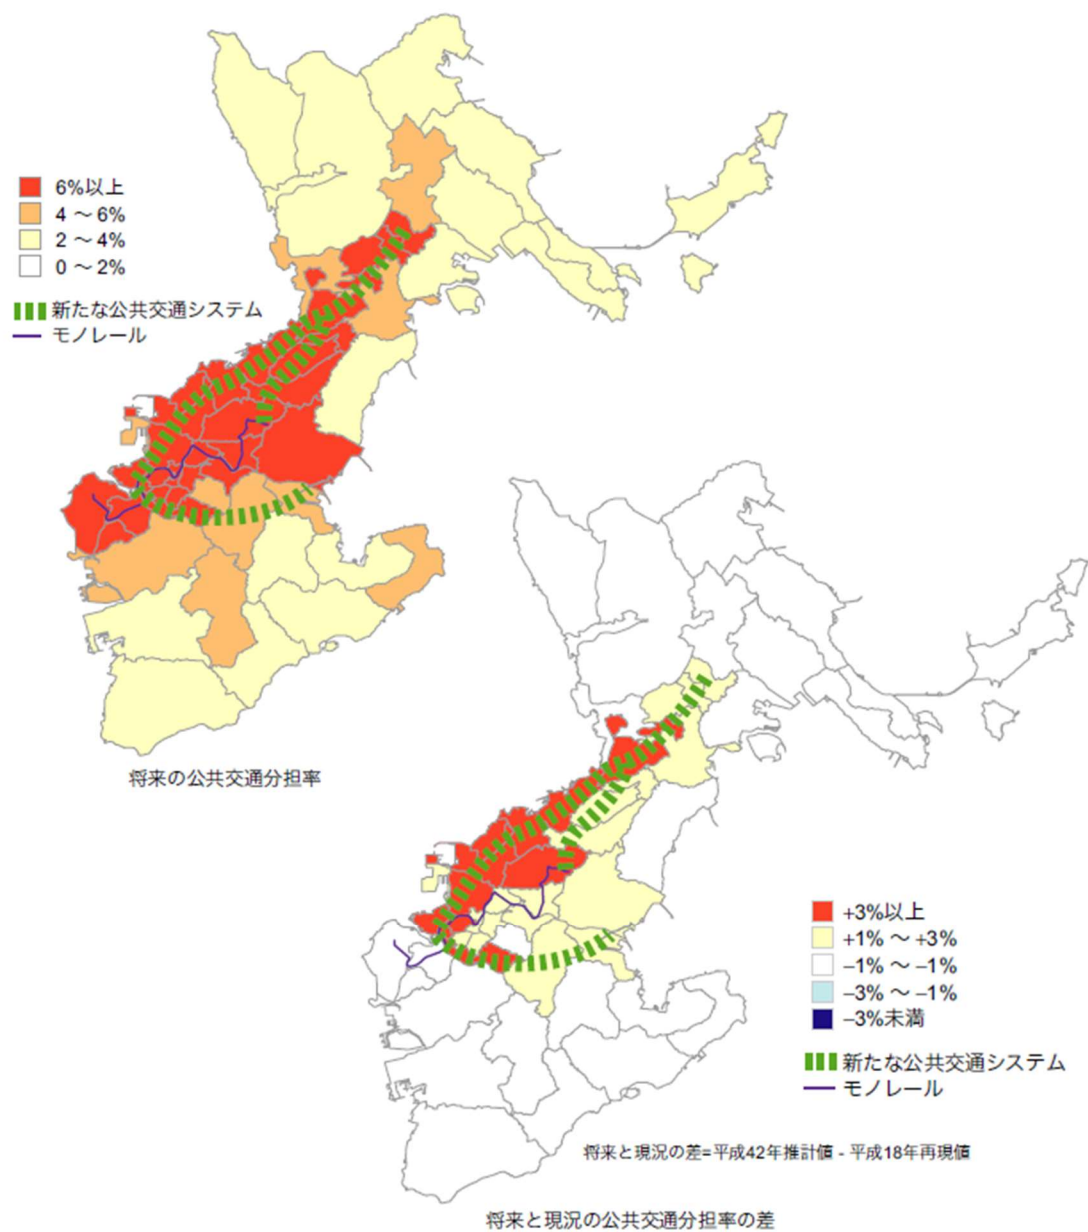 6%以上
4 ～ 6%
2 ～ 4%
0 ～ 2%
新たな公共交通システム
モノレール
将来の公共交通分担率
+3%以上
+1% ～ +3%
–1% ～ –1%
–3% ～ –1%
–3%未満
新たな公共交通システム
モノレール
将来と現況の差=平成42年推計値 - 平成18年再現値
将来と現況の公共交通分担率の差